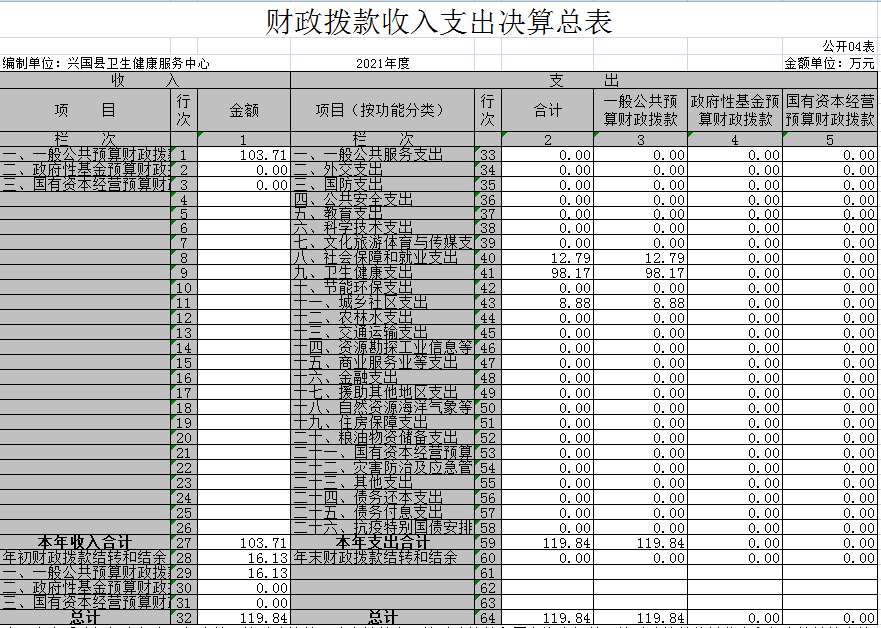 财政拨款收入支出决算总表
公开04表
编制单位：兴国县卫生健康服务中心 2021年度 金额单位：万元
收 入 支 出
项 目 行次 金额 项目（按功能分类） 行次 合计 一般公共预算财政拨款 政府性基金预算财政拨款 国有资本经营预算财政拨款
栏 次 1 栏 次 2 3 4 5
一、一般公共预算财政拨 1 103.71 一、一般公共服务支出 33 0.00 0.00 0.00 0.00
二、政府性基金预算财政 2 0.00 二、外交支出 34 0.00 0.00 0.00 0.00
三、国有资本经营预算财 3 0.00 三、国防支出 35 0.00 0.00 0.00 0.00
4 四、公共安全支出 36 0.00 0.00 0.00 0.00
5 五、教育支出 37 0.00 0.00 0.00 0.00
6 六、科学技术支出 38 0.00 0.00 0.00 0.00
7 七、文化旅游体育与传媒支 39 0.00 0.00 0.00 0.00
8 八、社会保障和就业支出 40 12.79 12.79 0.00 0.00
9 九、卫生健康支出 41 98.17 98.17 0.00 0.00
10 十、节能环保支出 42 0.00 0.00 0.00 0.00
11 十一、城乡社区支出 43 8.88 8.88 0.00 0.00
12 十二、农林水支出 44 0.00 0.00 0.00 0.00
13 十三、交通运输支出 45 0.00 0.00 0.00 0.00
14 十四、资源勘探工业信息等 46 0.00 0.00 0.00 0.00
15 十五、商业服务业等支出 47 0.00 0.00 0.00 0.00
16 十六、金融支出 48 0.00 0.00 0.00 0.00
17 十七、援助其他地区支出 49 0.00 0.00 0.00 0.00
18 十八、自然资源海洋气象等 50 0.00 0.00 0.00 0.00
19 十九、住房保障支出 51 0.00 0.00 0.00 0.00
20 二十、粮油物资储备支出 52 0.00 0.00 0.00 0.00
21 二十一、国有资本经营预算 53 0.00 0.00 0.00 0.00
22 二十二、灾害防治及应急管 54 0.00 0.00 0.00 0.00
23 二十三、其他支出 55 0.00 0.00 0.00 0.00
24 二十四、债务还本支出 56 0.00 0.00 0.00 0.00
25 二十五、债务付息支出 57 0.00 0.00 0.00 0.00
26 二十六、抗疫特别国债安排 58 0.00 0.00 0.00 0.00
本年收入合计 27 103.71 本年支出合计 59 119.84 119.84 0.00 0.00
年初财政拨款结转和结余 28 16.13 年末财政拨款结转和结余 60 0.00 0.00 0.00 0.00
一、一般公共预算财政拨 29 16.13 61
二、政府性基金预算财政 30 0.00 62
三、国有资本经营预算财 31 0.00 63
总计 32 119.84 总计 64 119.84 119.84 0.00 0.00